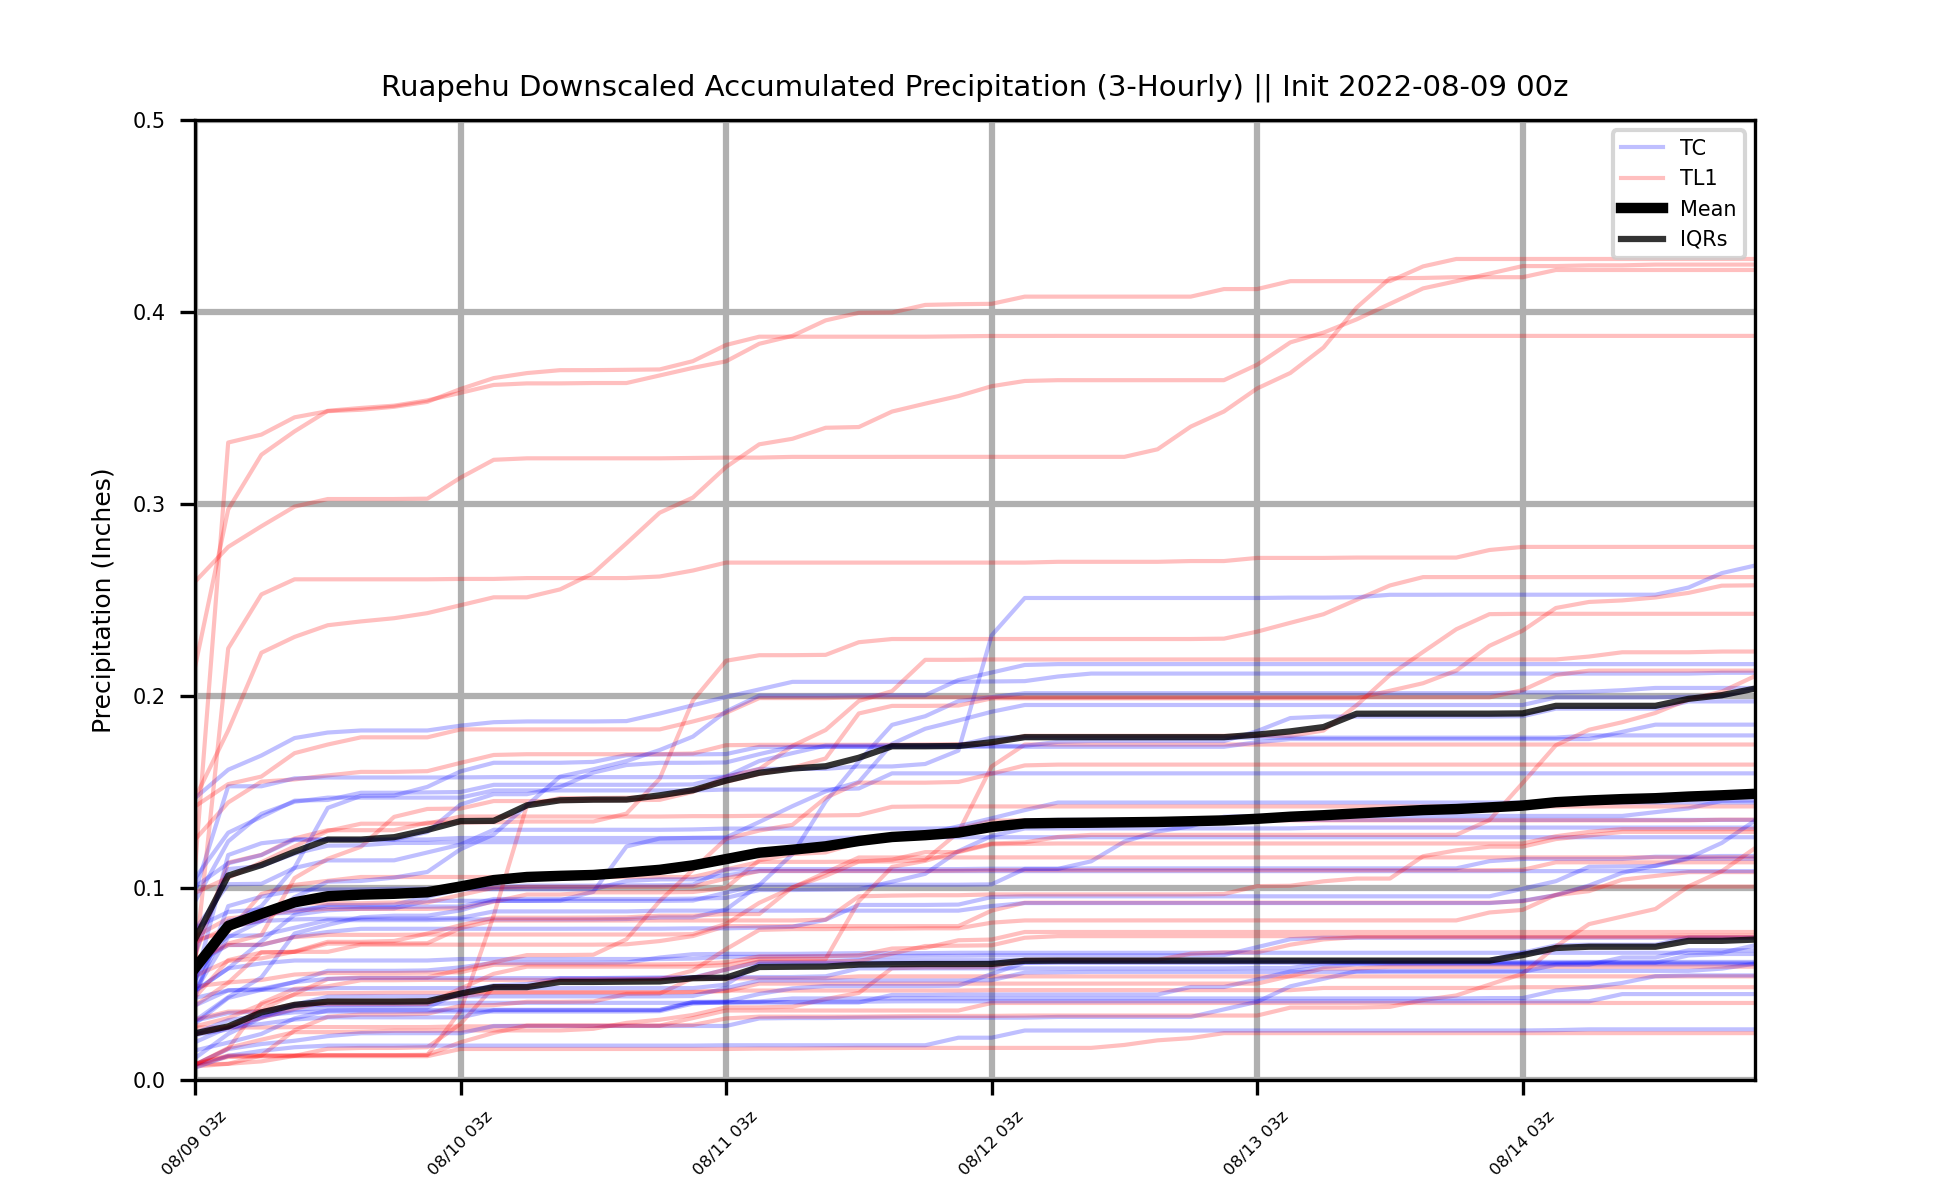 Ruapehu Downscaled Accumulated Precipitation (3-Hourly) || Init 2022-08-09 00z
Precipitation (Inches)
0.5
0.4
0.3
0.2
0.1
0.0
TC
TL1
Mean
IQRs
08/09 03z
08/10 03z
08/11 03z
08/12 03z
08/13 03z
08/14 03z